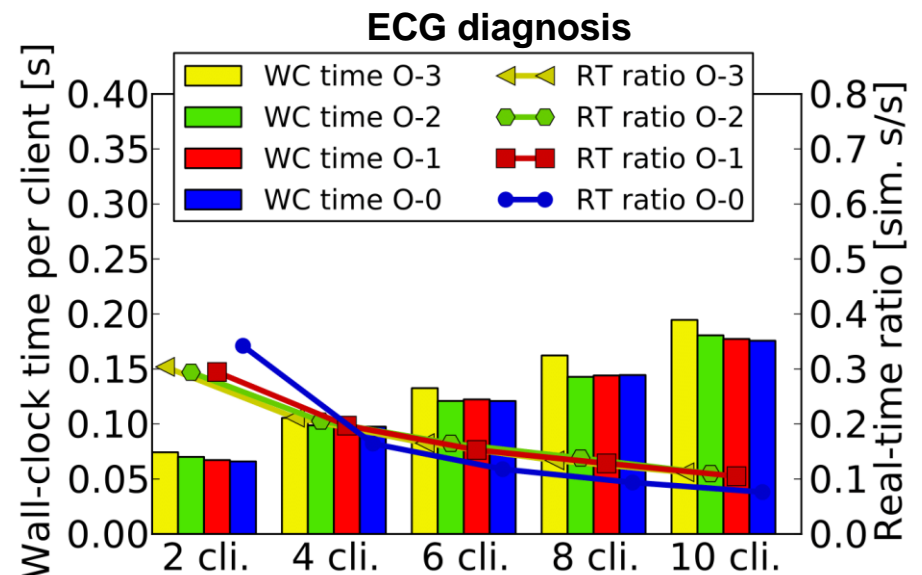 ECG diagnosis
WC time O-3
WC time O-2
WC time O-1
WC time O-0
RT ratio O-3
RT ratio O-2
RT ratio O-1
RT ratio O-0
Wall-clock time per client [s]
0.40
0.35
0.30
0.25
0.20
0.15
0.10
0.05
0.00
0.8
0.7
0.6
0.5
0.4
0.3
0.2
0.1
0.0
Real-time ratio [sim. s/s]
2 cli. 4 cli. 6 cli. 8 cli. 10 cli.